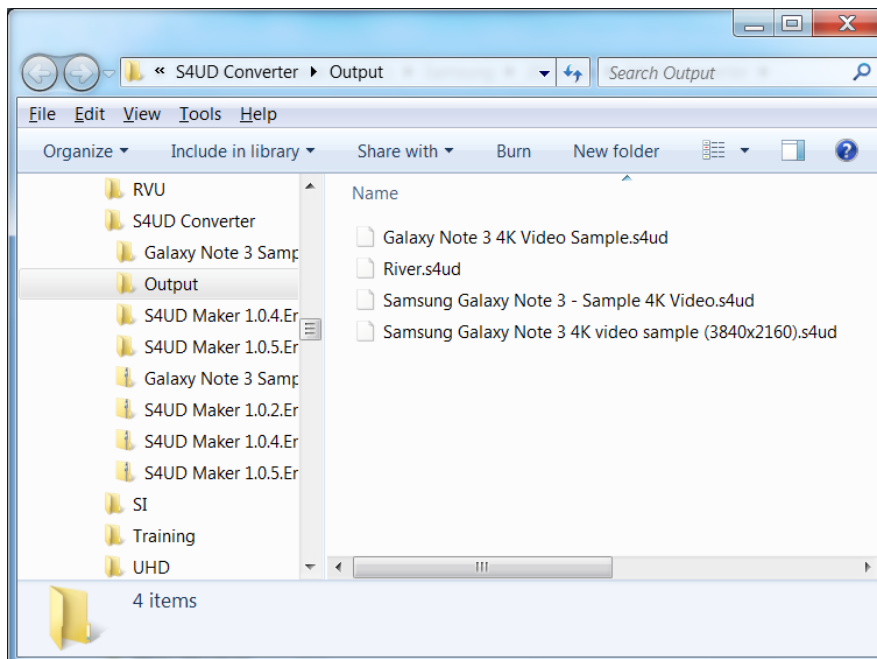 « S4UD Converter Output
Search Output
File Edit View Tools Help
Organize Include in library Share with Burn New folder
RVU
S4UD Converter
Galaxy Note 3 Samp
Output
S4UD Maker 1.0.4.Er
S4UD Maker 1.0.5.Er
Galaxy Note 3 Samp
S4UD Maker 1.0.2.Er
S4UD Maker 1.0.4.Er
S4UD Maker 1.0.5.Er
SI
Training
UHD
Name
Galaxy Note 3 4K Video Sample.s4ud
River.s4ud
Samsung Galaxy Note 3 - Sample 4K Video.s4ud
Samsung Galaxy Note 3 4K video sample (3840x2160).s4ud
4 items